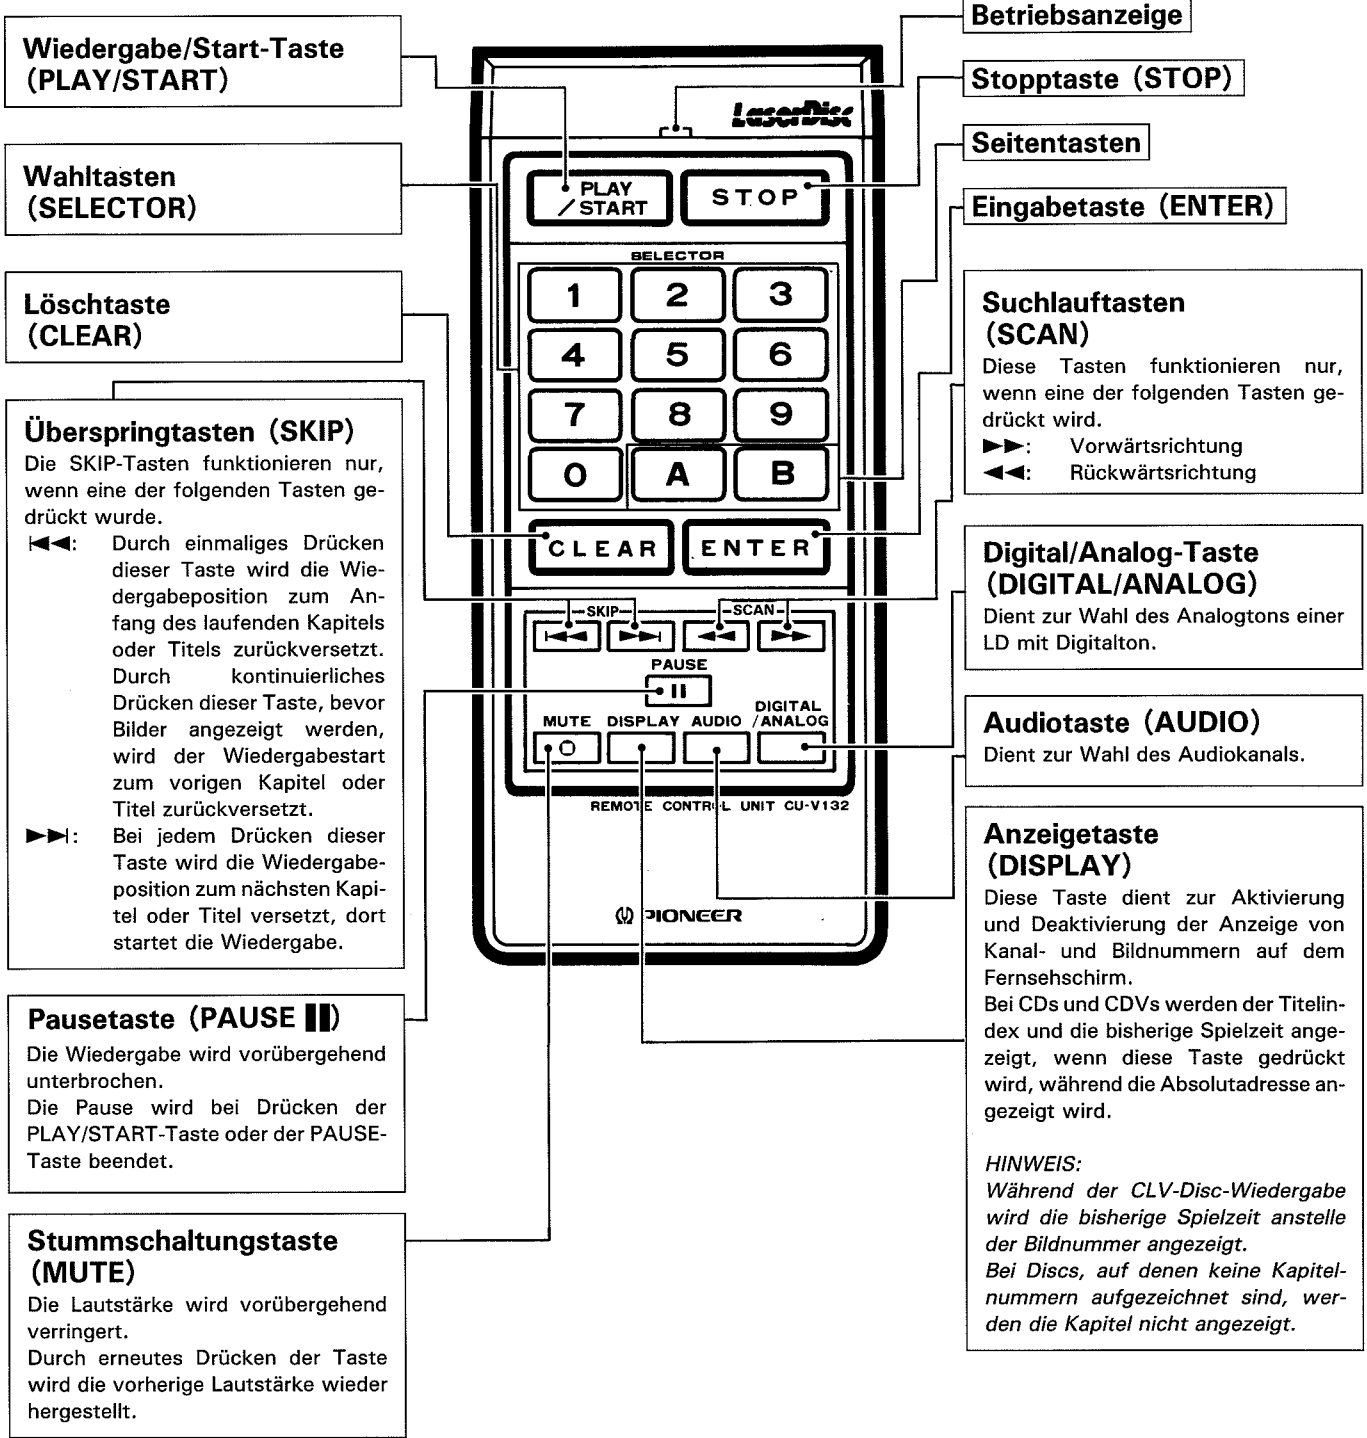 Wiedergabe/Start-Taste
(PLAY/START)
Wahltasten
(SELECTOR)
Löschtaste
(CLEAR)
Überspringtasten (SKIP)
Die SKIP-Tasten funktionieren nur,
wenn eine der folgenden Tasten ge-
drückt wurde.
|◀◀: Durch einmaliges Drücken
dieser Taste wird die Wie-
dergabeposition zum An-
fang des laufenden Kapitels
oder Titels zurückversetzt.
Durch kontinuierliches
Drücken dieser Taste, bevor
Bilder angezeigt werden,
wird der Wiedergabestart
zum vorigen Kapitel oder
Titel zurückversetzt.
▶▶|: Bei jedem Drücken dieser
Taste wird die Wiedergabe-
position zum nächsten Kapi-
tel oder Titel versetzt, dort
startet die Wiedergabe.
Pausetaste (PAUSE ▮▮)
Die Wiedergabe wird vorübergehend
unterbrochen.
Die Pause wird bei Drücken der
PLAY/START-Taste oder der PAUSE-
Taste beendet.
Stummschaltungstaste
(MUTE)
Die Lautstärke wird vorübergehend
verringert.
Durch erneutes Drücken der Taste
wird die vorherige Lautstärke wieder
hergestellt.
LaserDisc
PLAY
/START
STOP
SELECTOR
1 2 3
4 5 6
7 8 9
0 A B
CLEAR ENTER
SKIP SCAN
PAUSE
MUTE DISPLAY AUDIO DIGITAL
/ANALOG
REMOTE CONTROL UNIT CU-V132
PIONEER
Betriebsanzeige
Stopptaste (STOP)
Seitentasten
Eingabetaste (ENTER)
Suchlauftasten
(SCAN)
Diese Tasten funktionieren nur,
wenn eine der folgenden Tasten ge-
drückt wird.
▶▶: Vorwärtsrichtung
◀◀: Rückwärtsrichtung
Digital/Analog-Taste
(DIGITAL/ANALOG)
Dient zur Wahl des Analogtons einer
LD mit Digitalton.
Audiotaste (AUDIO)
Dient zur Wahl des Audiokanals.
Anzeigetaste
(DISPLAY)
Diese Taste dient zur Aktivierung
und Deaktivierung der Anzeige von
Kanal- und Bildnummern auf dem
Fernsehschirm.
Bei CDs und CDVs werden der Titelin-
dex und die bisherige Spielzeit ange-
zeigt, wenn diese Taste gedrückt
wird, während die Absolutadresse an-
gezeigt wird.
HINWEIS:
Während der CLV-Disc-Wiedergabe
wird die bisherige Spielzeit anstelle
der Bildnummer angezeigt.
Bei Discs, auf denen keine Kapitel-
nummern aufgezeichnet sind, wer-
den die Kapitel nicht angezeigt.